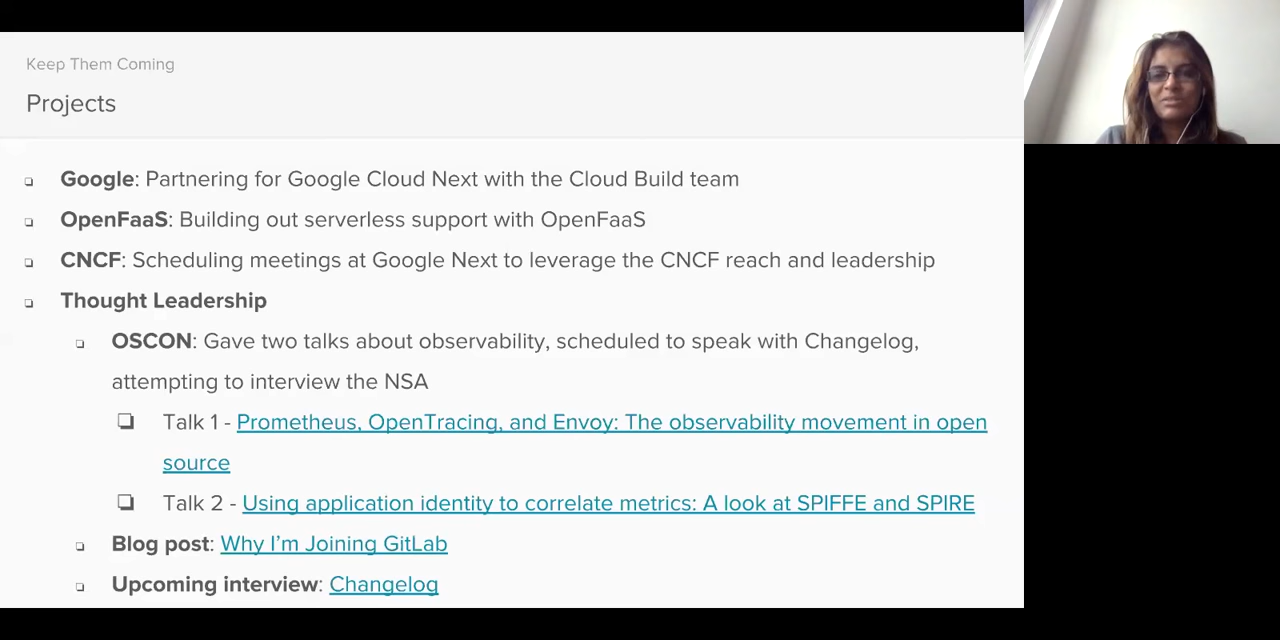 Keep Them Coming
Projects
❏ Google: Partnering for Google Cloud Next with the Cloud Build team
❏ OpenFaaS: Building out serverless support with OpenFaaS
❏ CNCF: Scheduling meetings at Google Next to leverage the CNCF reach and leadership
❏ Thought Leadership
❏ OSCON: Gave two talks about observability, scheduled to speak with Changelog,
attempting to interview the NSA
❏ Talk 1 - Prometheus, OpenTracing, and Envoy: The observability movement in open
source
❏ Talk 2 - Using application identity to correlate metrics: A look at SPIFFE and SPIRE
❏ Blog post: Why I’m Joining GitLab
❏ Upcoming interview: Changelog